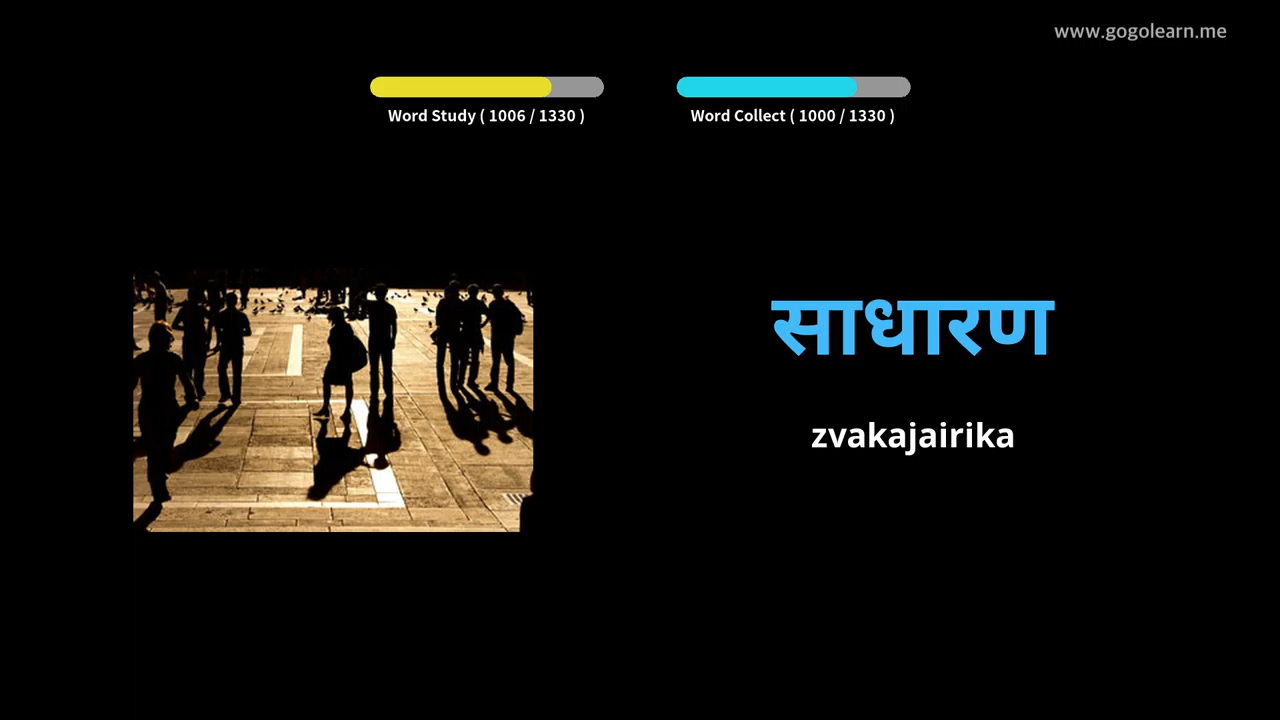 www.gogolearn.me
Word Study ( 1006 / 1330 )
Word Collect ( 1000 / 1330 )
साधारण
zvakajairika